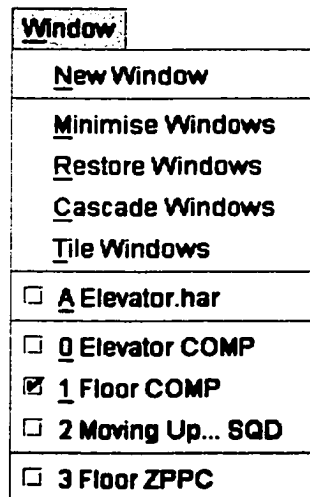 Window
New Window
Minimise Windows
Restore Windows
Cascade Windows
Tile Windows
A Elevator.har
0 Elevator COMP
1 Floor COMP
2 Moving Up... SQD
3 Floor ZPPC